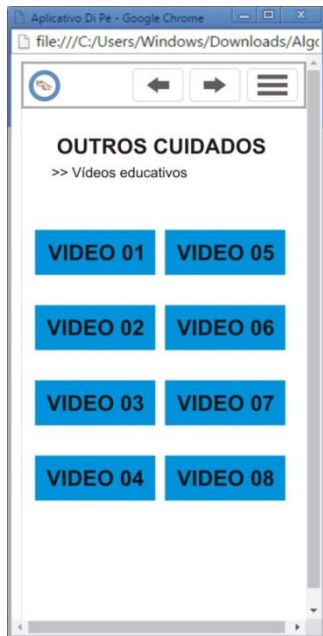 Aplicativo Di Pé - Google Chrome
file:///C:/Users/Windows/Downloads/Algo
OUTROS CUIDADOS
>> Vídeos educativos
VIDEO 01 VIDEO 05
VIDEO 02 VIDEO 06
VIDEO 03 VIDEO 07
VIDEO 04 VIDEO 08